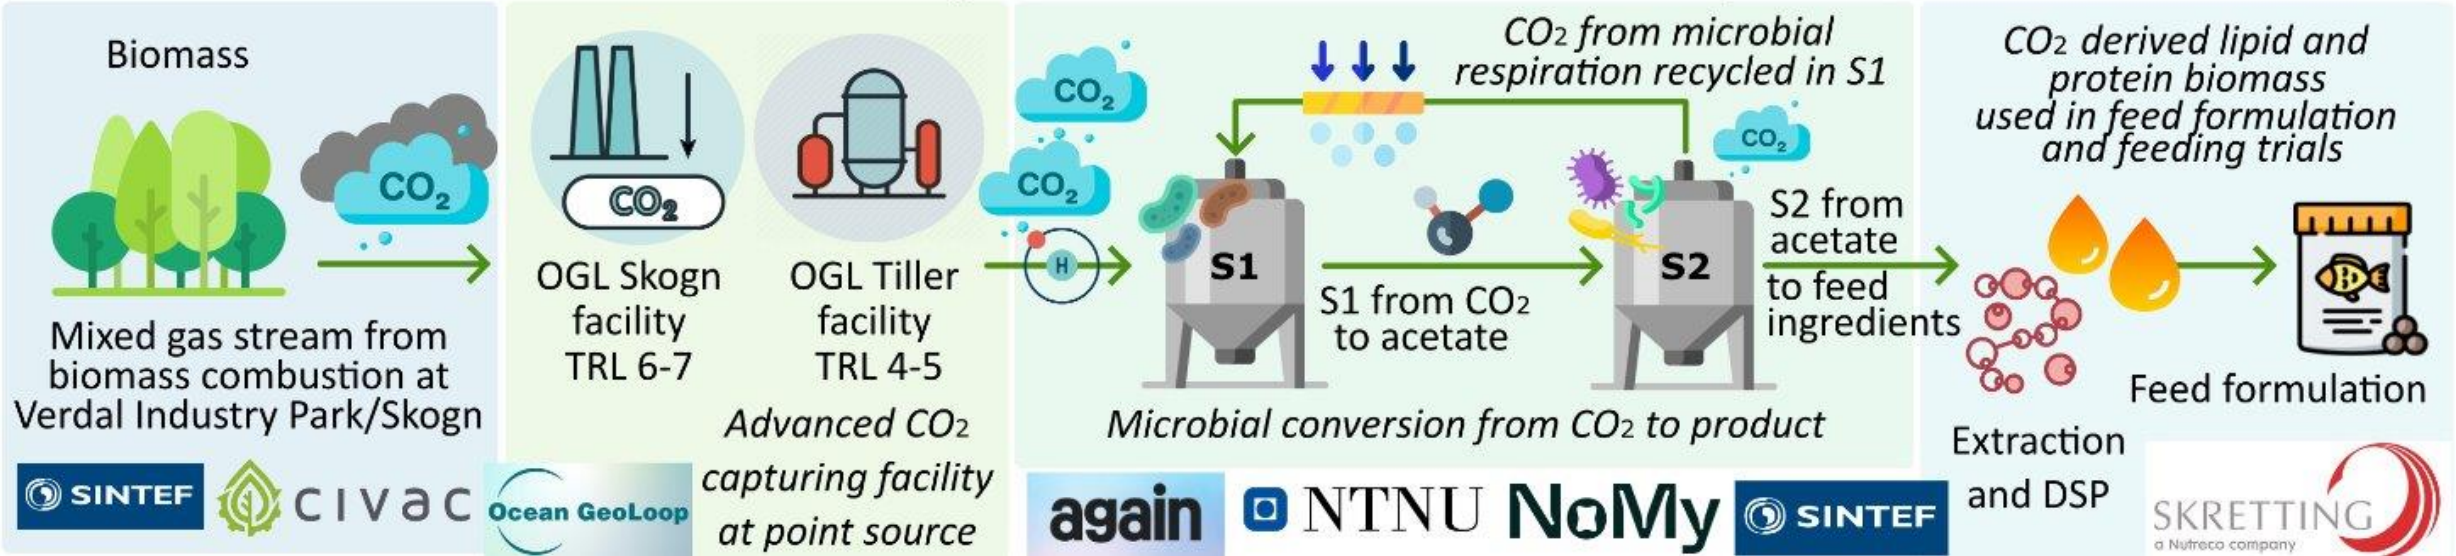 Biomass
CO2
Mixed gas stream from
biomass combustion at
Verdal Industry Park/Skogn
SINTEF
CIVAC
Ocean GeoLoop
CO2
OGL Skogn
facility
TRL 6-7
OGL Tiller
facility
TRL 4-5
Advanced CO2
capturing facility
at point source
CO2
CO2
H
CO2 from microbial
respiration recycled in S1
CO2
S1
S1 from CO2
to acetate
S2
S2 from
acetate
to feed
ingredients
Microbial conversion from CO2 to product
again
NTNU
NoMy
SINTEF
CO2 derived lipid and
protein biomass
used in feed formulation
and feeding trials
Feed formulation
Extraction
and DSP
SKRETTING
a Nutreco company